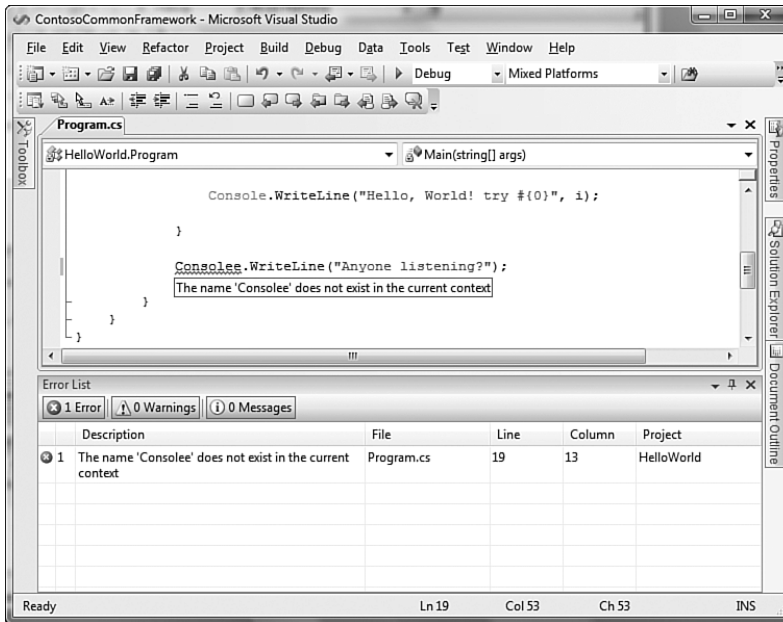 ContosoCommonFramework - Microsoft Visual Studio
File Edit View Refactor Project Build Debug Data Tools Test Window Help
Debug Mixed Platforms
Program.cs
Toolbox
HelloWorld.Program Main(string[] args)
Console.WriteLine("Hello, World! try #{0}", i);
}
Consolee.WriteLine("Anyone listening?");
The name 'Consolee' does not exist in the current context
}
}
}
Properties
Solution Explorer
Document Outline
Error List
1 Error 0 Warnings 0 Messages
Description File Line Column Project
1 The name 'Consolee' does not exist in the current context Program.cs 19 13 HelloWorld
Ready Ln 19 Col 53 Ch 53 INS